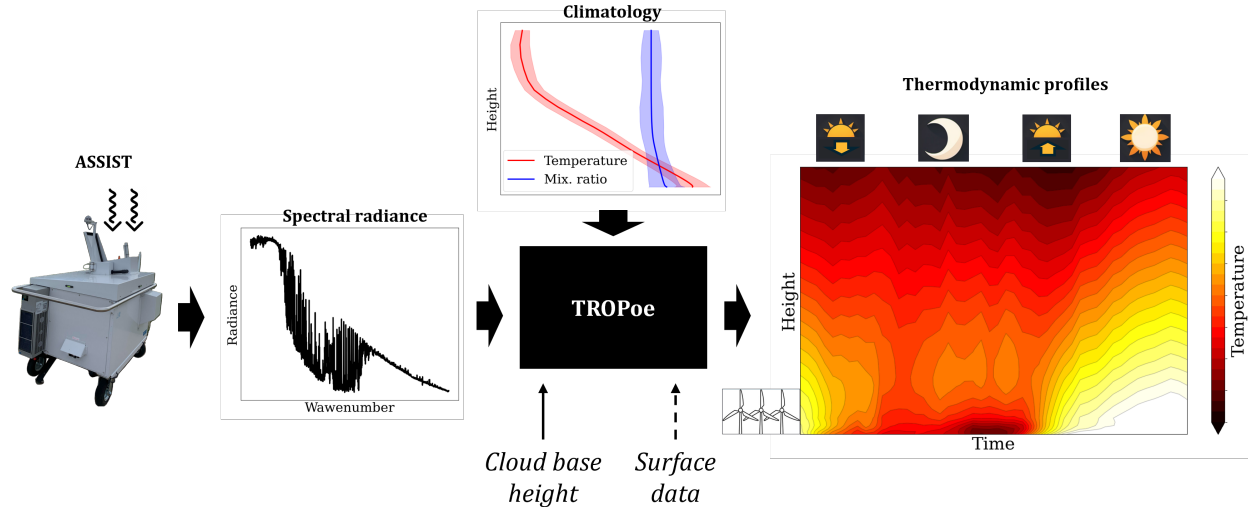 Climatology
Height
Temperature
Mix. ratio
Thermodynamic profiles
ASSIST
Spectral radiance
Radiance
Wawenumber
TROPoe
Height
Time
Temperature
Cloud base
height
Surface
data